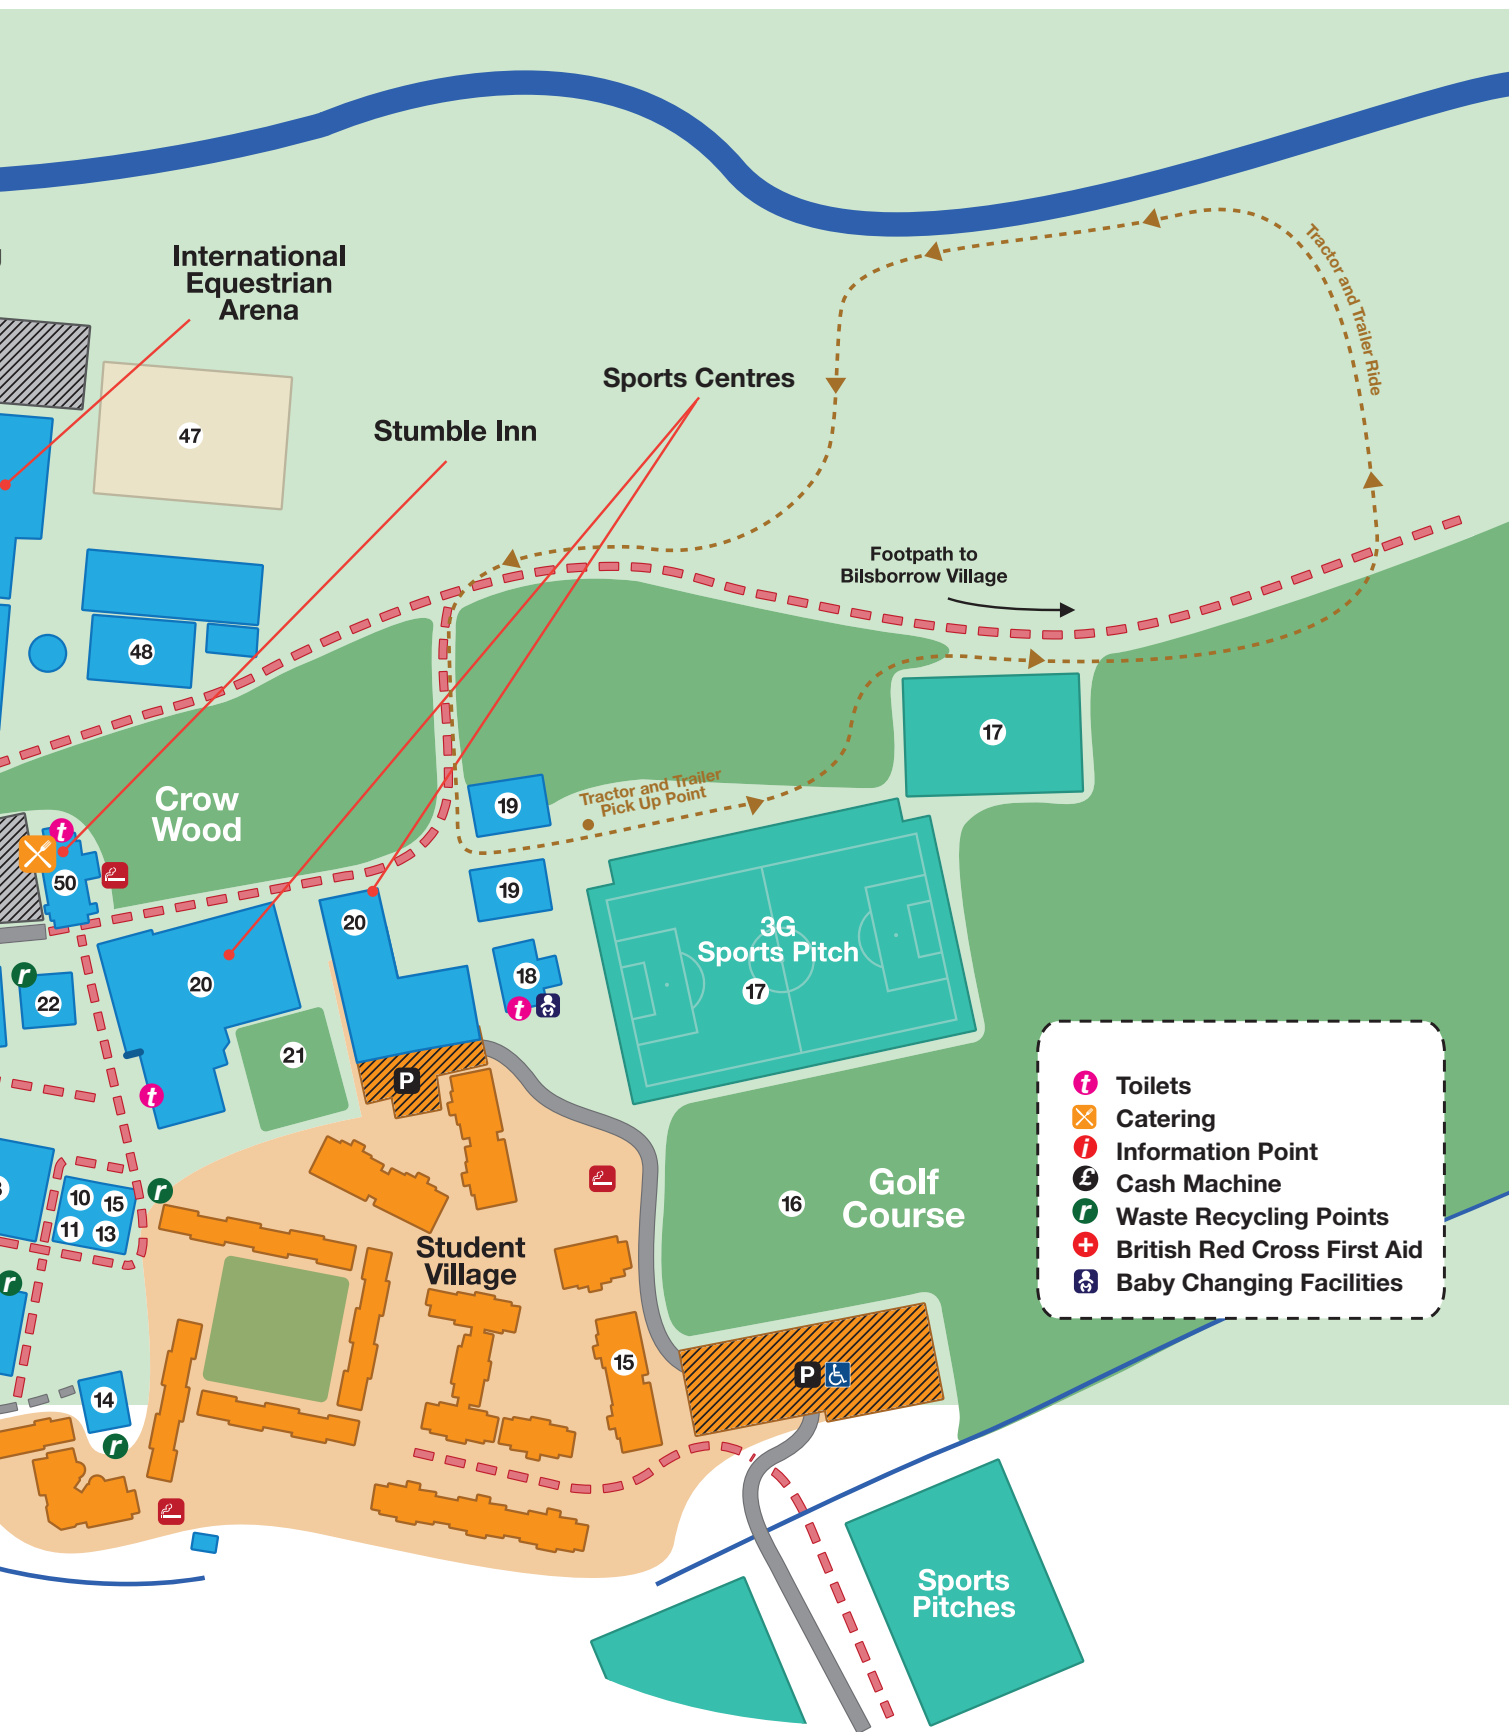 International
Equestrian
Arena
Sports Centres
Stumble Inn
47
Tractor and Trailer Ride
Footpath to
Bilsborrow Village
48
17
Crow
Wood
19
Tractor and Trailer
Pick Up Point
t
50
19
20
3G
Sports Pitch
17
18
t
r
22
20
21
P
t
Toilets
Catering
i
Information Point
£
Cash Machine
r
Waste Recycling Points
British Red Cross First Aid
Baby Changing Facilities
t
10
15
11
13
r
16
Golf
Course
Student
Village
r
15
P
14
r
Sports
Pitches